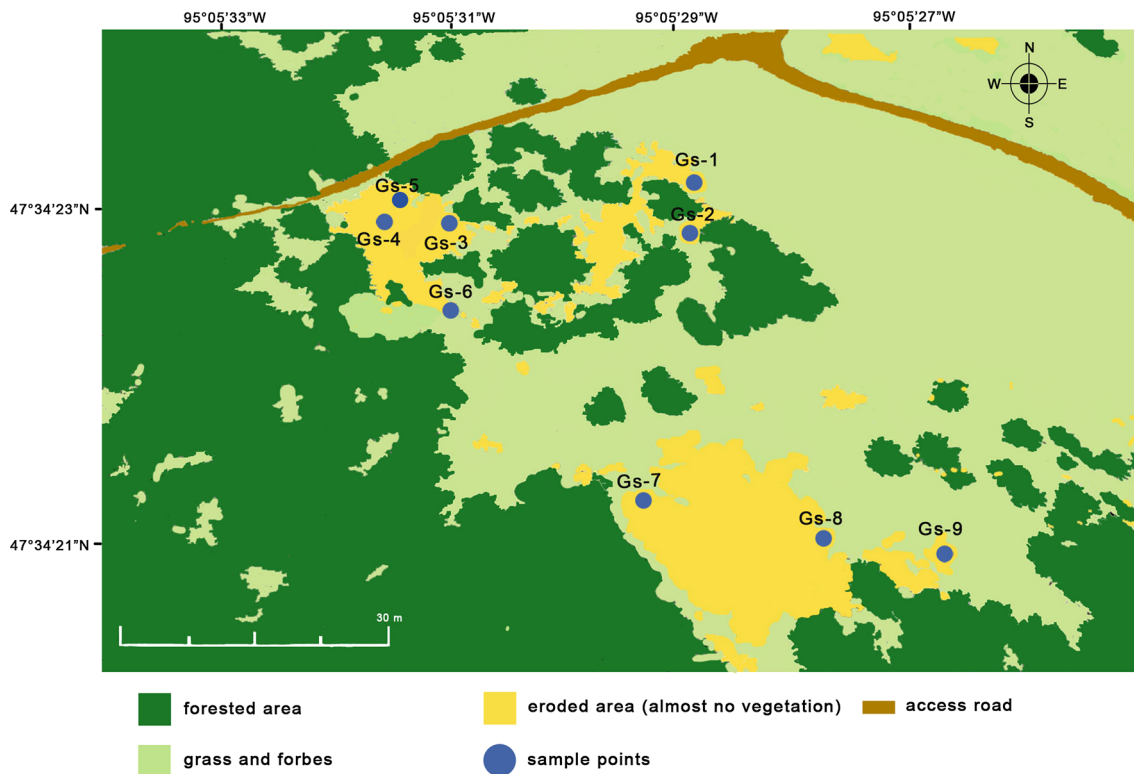 95°05'33"W
95°05'31"W
95°05'29"W
95°05'27"W
N
W E
S
Gs-1
Gs-5
47°34'23"N
Gs-2
Gs-4
Gs-3
Gs-6
Gs-7
Gs-8
Gs-9
47°34'21"N
30 m
forested area
eroded area (almost no vegetation)
access road
grass and forbes
sample points